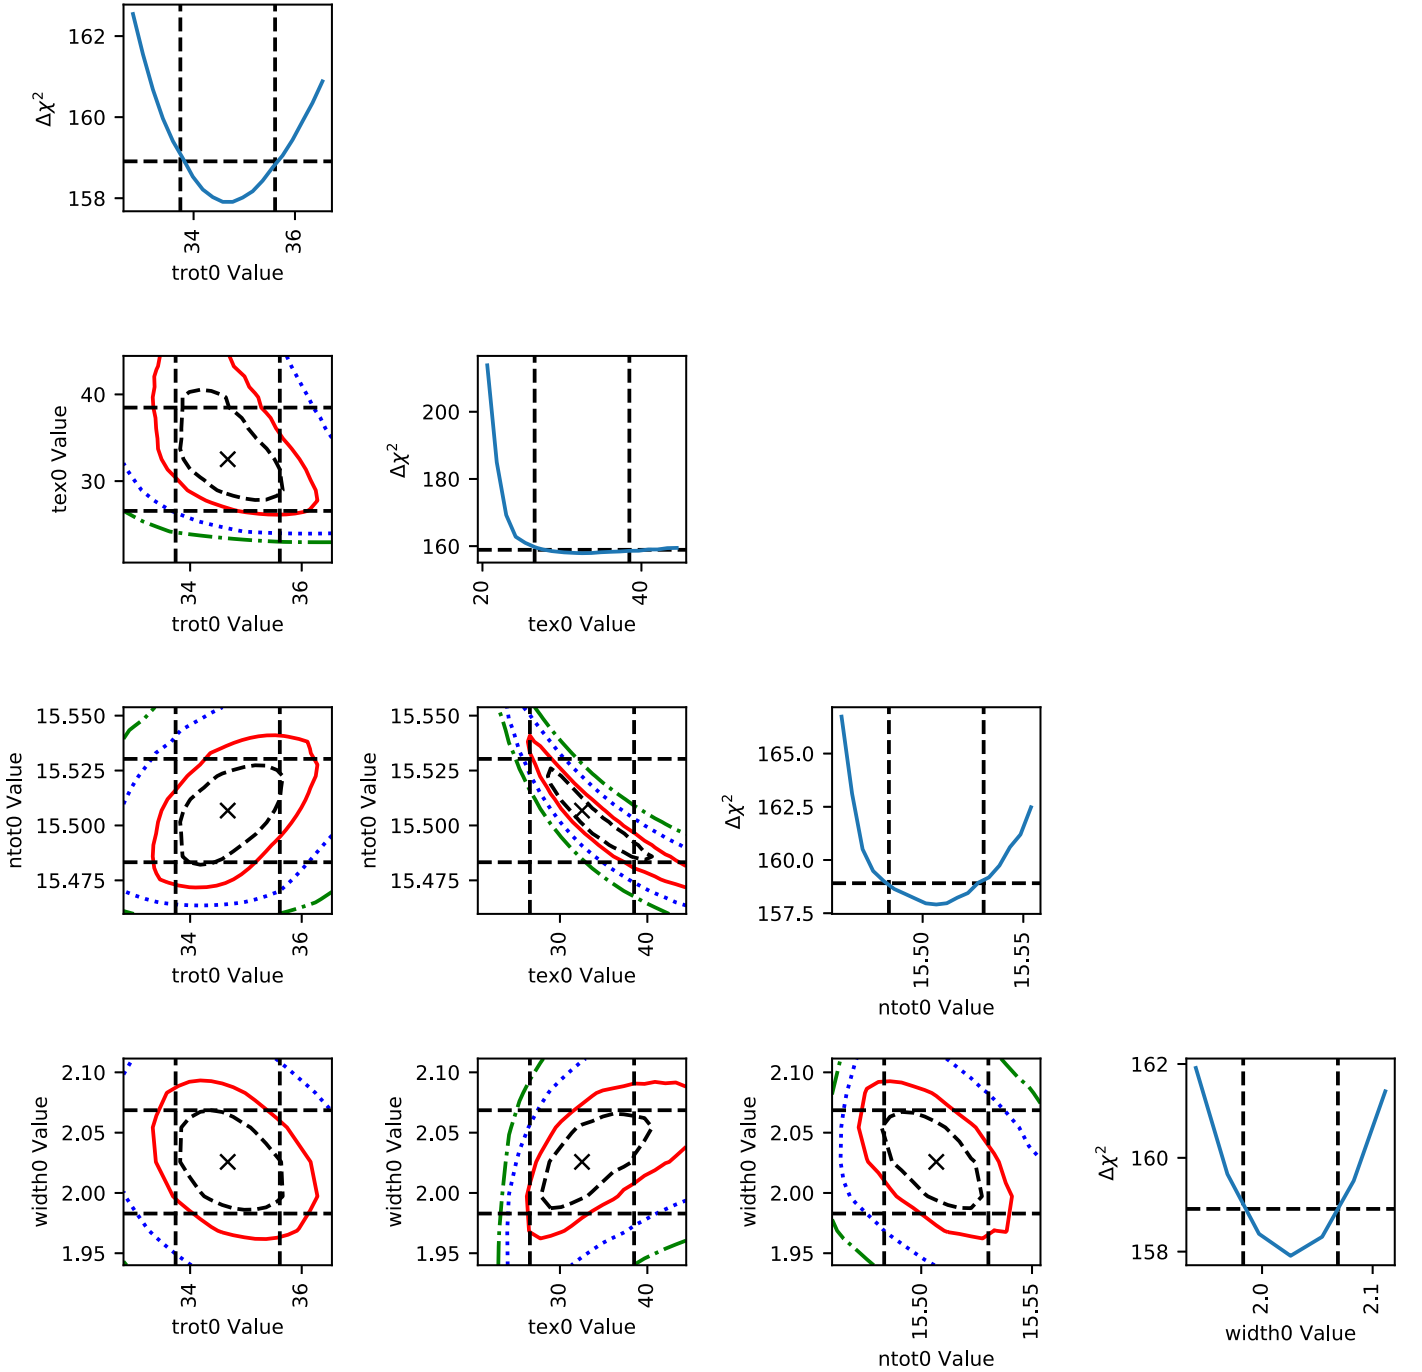 162
160
158
Δχ²
34
36
trot0 Value
40
30
tex0 Value
34
36
trot0 Value
200
180
160
Δχ²
20
40
tex0 Value
15.550
15.525
15.500
15.475
ntot0 Value
34
36
trot0 Value
15.550
15.525
15.500
15.475
ntot0 Value
30
40
tex0 Value
165.0
162.5
160.0
157.5
Δχ²
15.50
15.55
ntot0 Value
2.10
2.05
2.00
1.95
width0 Value
34
36
trot0 Value
2.10
2.05
2.00
1.95
width0 Value
30
40
tex0 Value
2.10
2.05
2.00
1.95
width0 Value
15.50
15.55
ntot0 Value
162
160
158
Δχ²
2.0
2.1
width0 Value